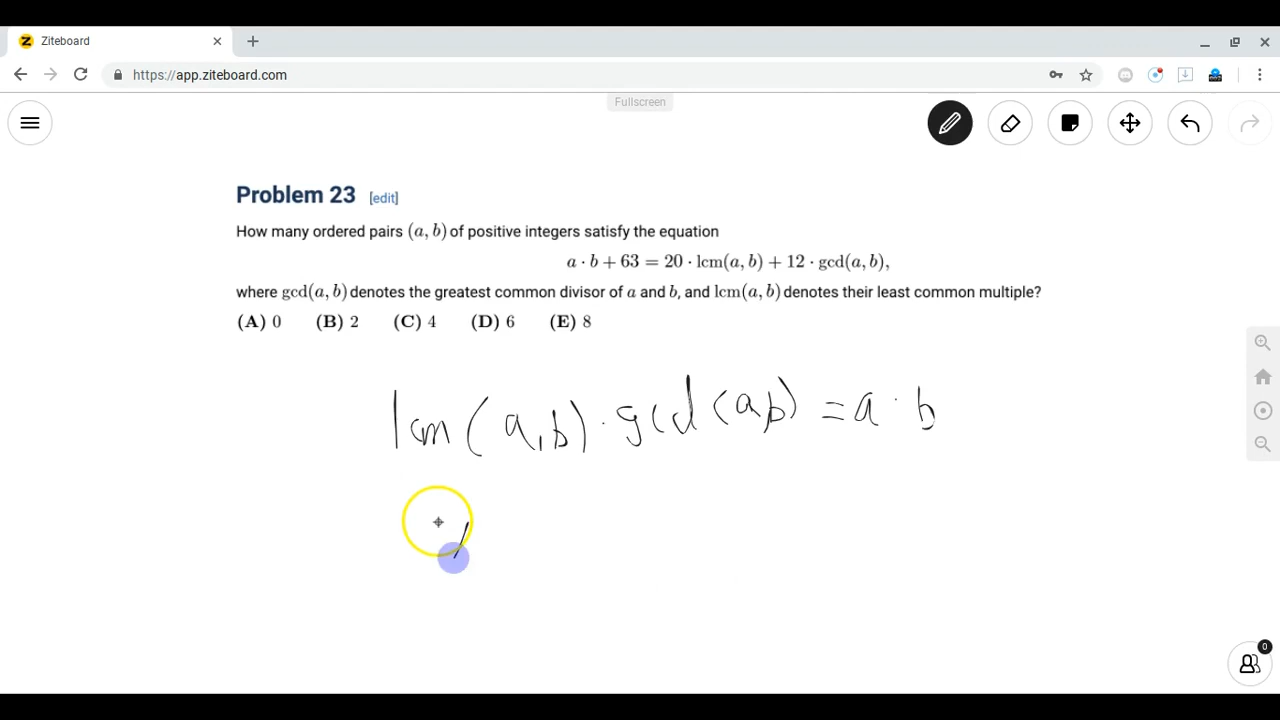 Ziteboard
https://app.ziteboard.com
Fullscreen
Problem 23 [edit]
How many ordered pairs (a, b) of positive integers satisfy the equation
a · b + 63 = 20 · lcm(a, b) + 12 · gcd(a, b),
where gcd(a, b) denotes the greatest common divisor of a and b, and lcm(a, b) denotes their least common multiple?
(A) 0 (B) 2 (C) 4 (D) 6 (E) 8
lcm(a,b) · gcd(a,b) = a · b
0